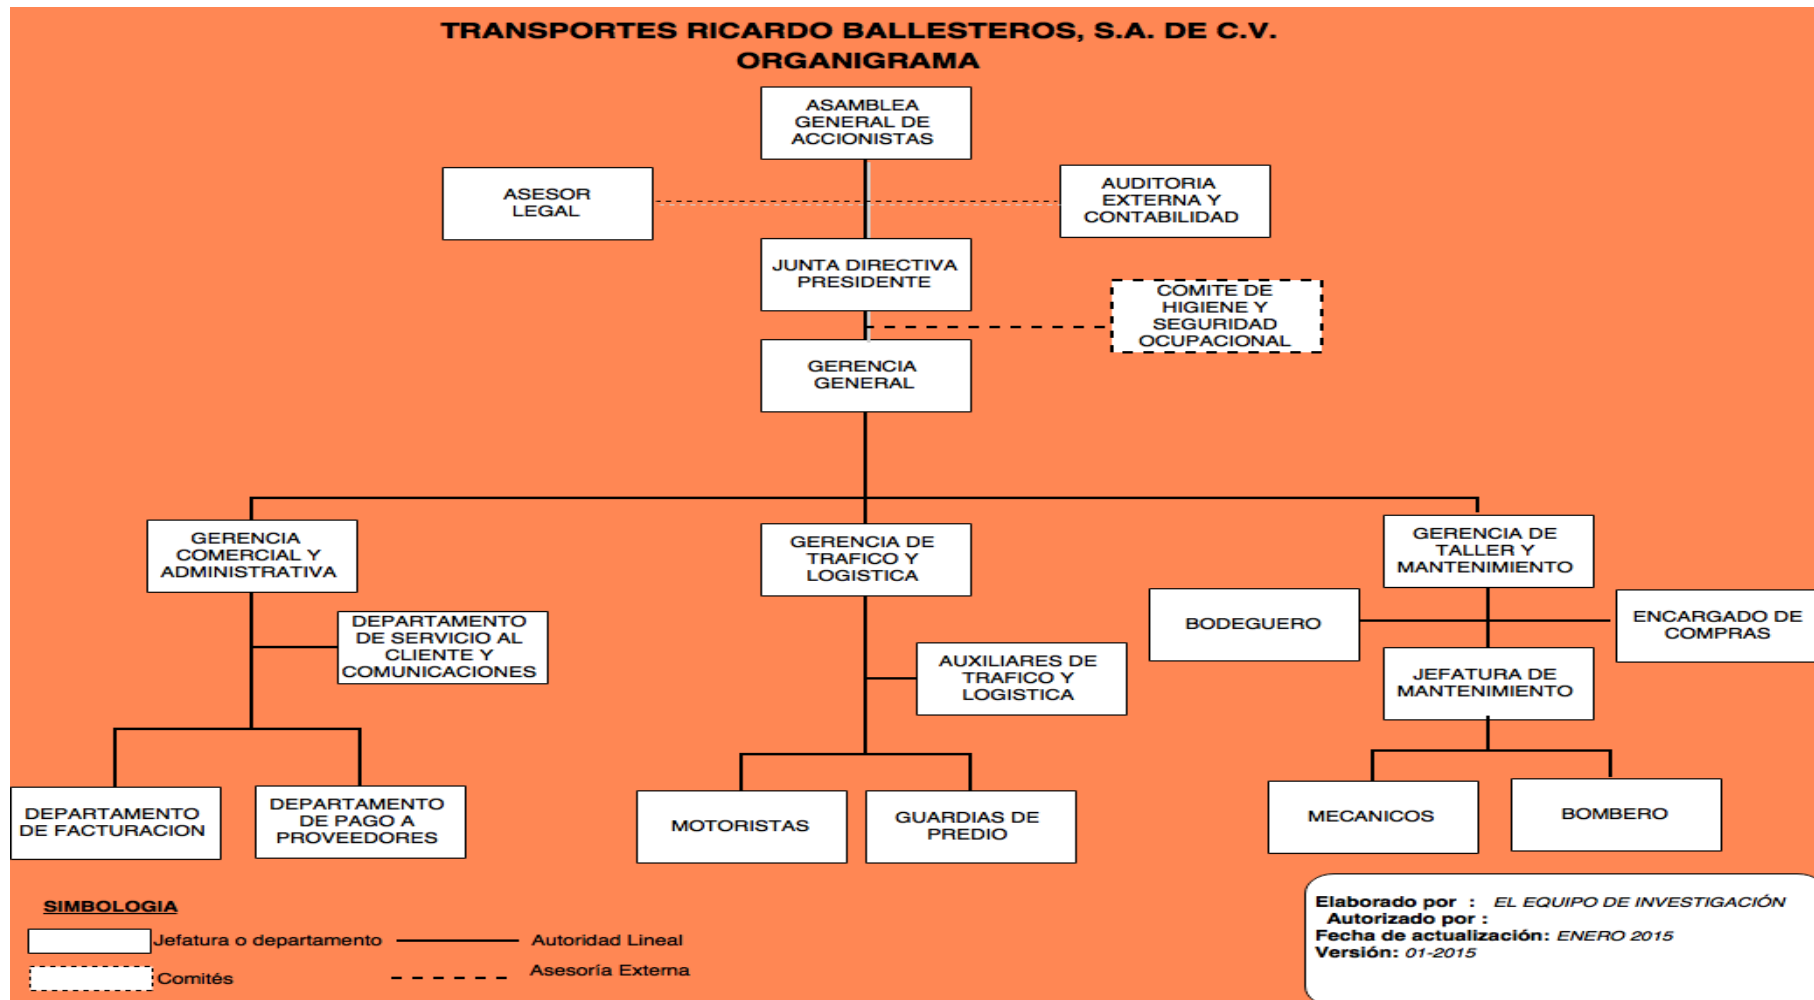 TRANSPORTES RICARDO BALLESTEROS, S.A. DE C.V.
ORGANIGRAMA
ASAMBLEA
GENERAL DE
ACCIONISTAS
ASESOR
LEGAL
AUDITORIA
EXTERNA Y
CONTABILIDAD
JUNTA DIRECTIVA
PRESIDENTE
COMITE DE
HIGIENE Y
SEGURIDAD
OCUPACIONAL
GERENCIA
GENERAL
GERENCIA
COMERCIAL Y
ADMINISTRATIVA
GERENCIA DE
TRAFICO Y
LOGISTICA
GERENCIA DE
TALLER Y
MANTENIMIENTO
DEPARTAMENTO
DE SERVICIO AL
CLIENTE Y
COMUNICACIONES
AUXILIARES DE
TRAFICO Y
LOGISTICA
BODEGUERO
ENCARGADO DE
COMPRAS
JEFATURA DE
MANTENIMIENTO
DEPARTAMENTO
DE FACTURACION
DEPARTAMENTO
DE PAGO A
PROVEEDORES
MOTORISTAS
GUARDIAS DE
PREDIO
MECANICOS
BOMBERO
SIMBOLOGIA
Jefatura o departamento
Autoridad Lineal
Comités
Asesoría Externa
Elaborado por : EL EQUIPO DE INVESTIGACIÓN
Autorizado por :
Fecha de actualización: ENERO 2015
Versión: 01-2015